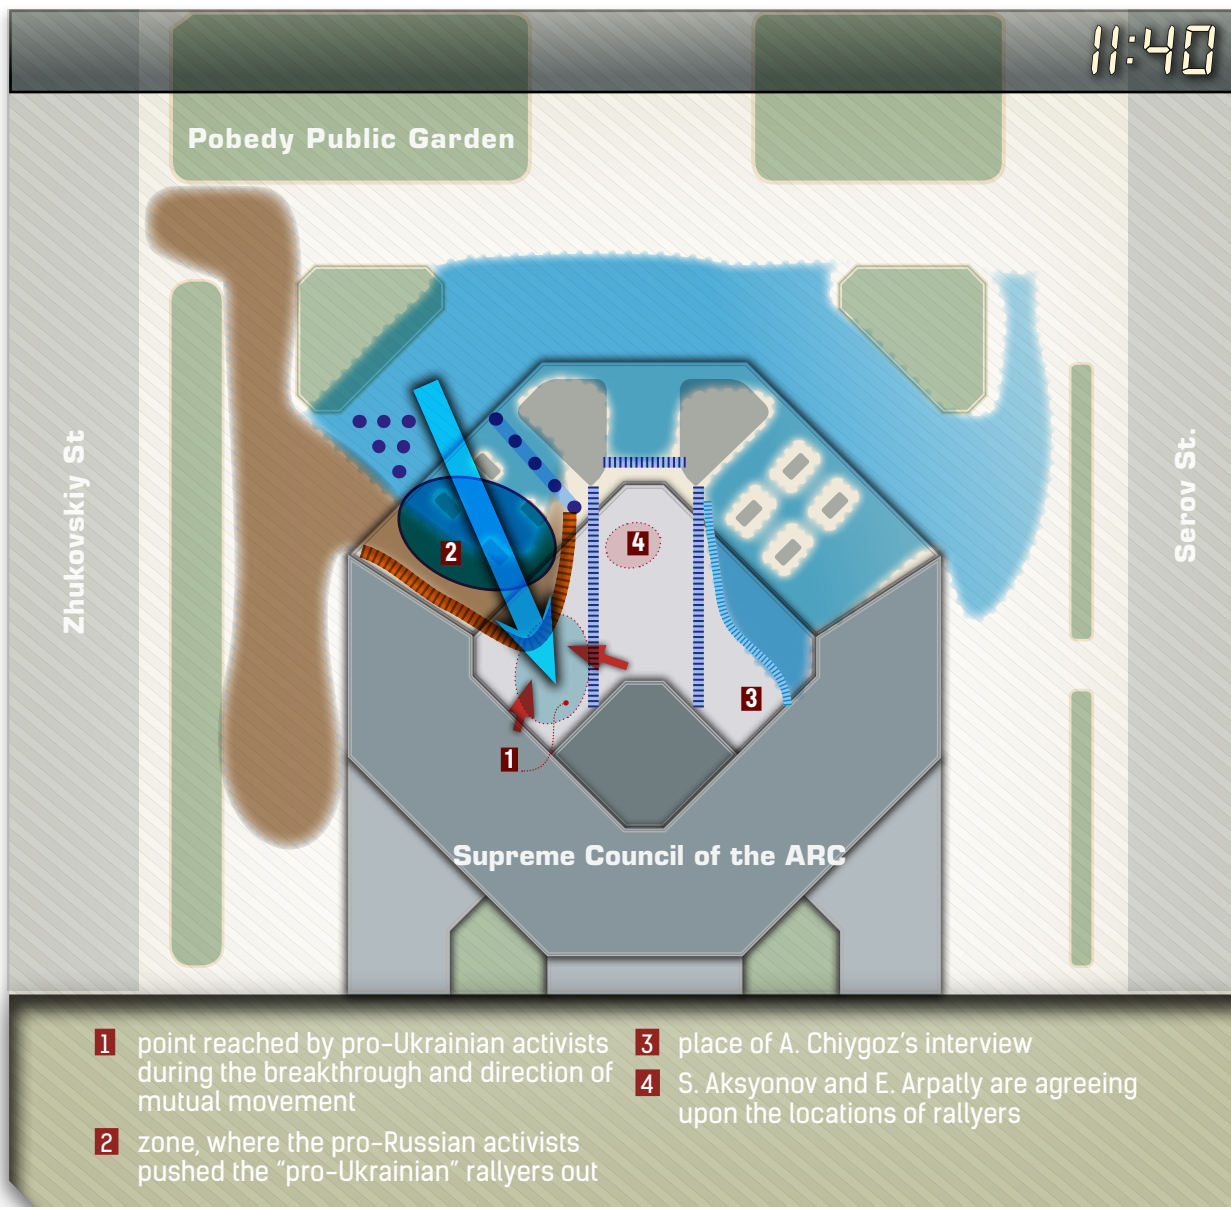 11:40
Pobedy Public Garden
Zhukovskiy St
Serov St.
2
4
3
1
Supreme Council of the ARC
1 point reached by pro-Ukrainian activists
during the breakthrough and direction of
mutual movement
2 zone, where the pro-Russian activists
pushed the "pro-Ukrainian" rallyers out
3 place of A. Chiygoz's interview
4 S. Aksyonov and E. Arpatly are agreeing
upon the locations of rallyers